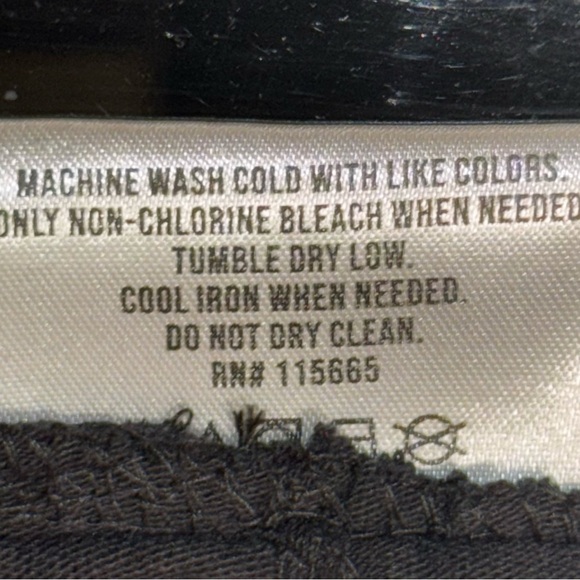 MACHINE WASH COLD WITH LIKE COLORS.
ONLY NON-CHLORINE BLEACH WHEN NEEDED
TUMBLE DRY LOW.
COOL IRON WHEN NEEDED.
DO NOT DRY CLEAN.
RN# 115665